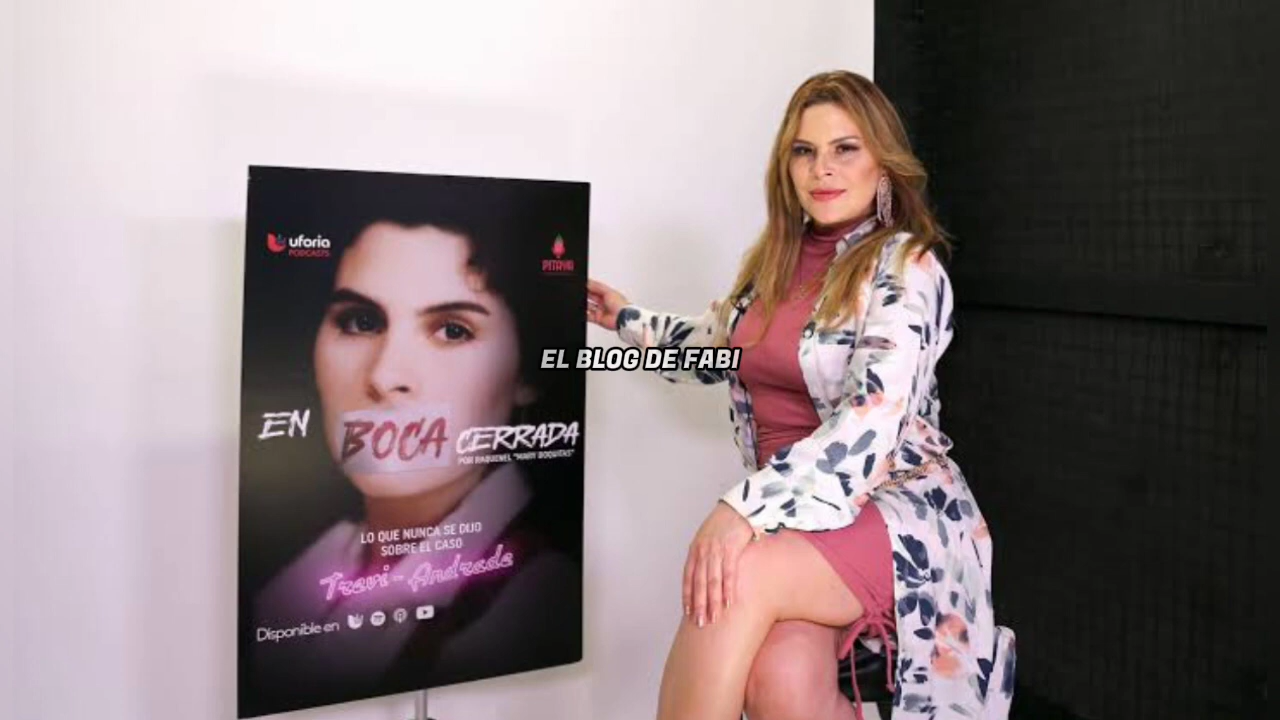 uforia
PODCASTS
PITAYA
EL BLOG DE FABI
EN BOCA CERRADA
POR RAQUENEL "MARY BOQUITAS"
LO QUE NUNCA SE DIJO
SOBRE EL CASO
Trevi-Andrade
Disponible en